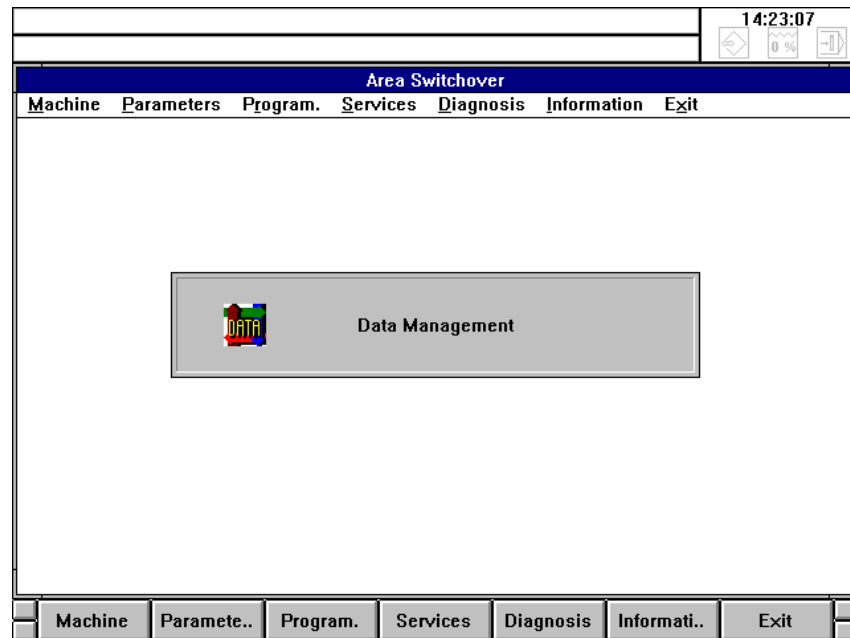 14:23:07
0 %
Area Switchover
Machine Parameters Program. Services Diagnosis Information Exit
DATA
Data Management
Machine Paramete.. Program. Services Diagnosis Informati.. Exit